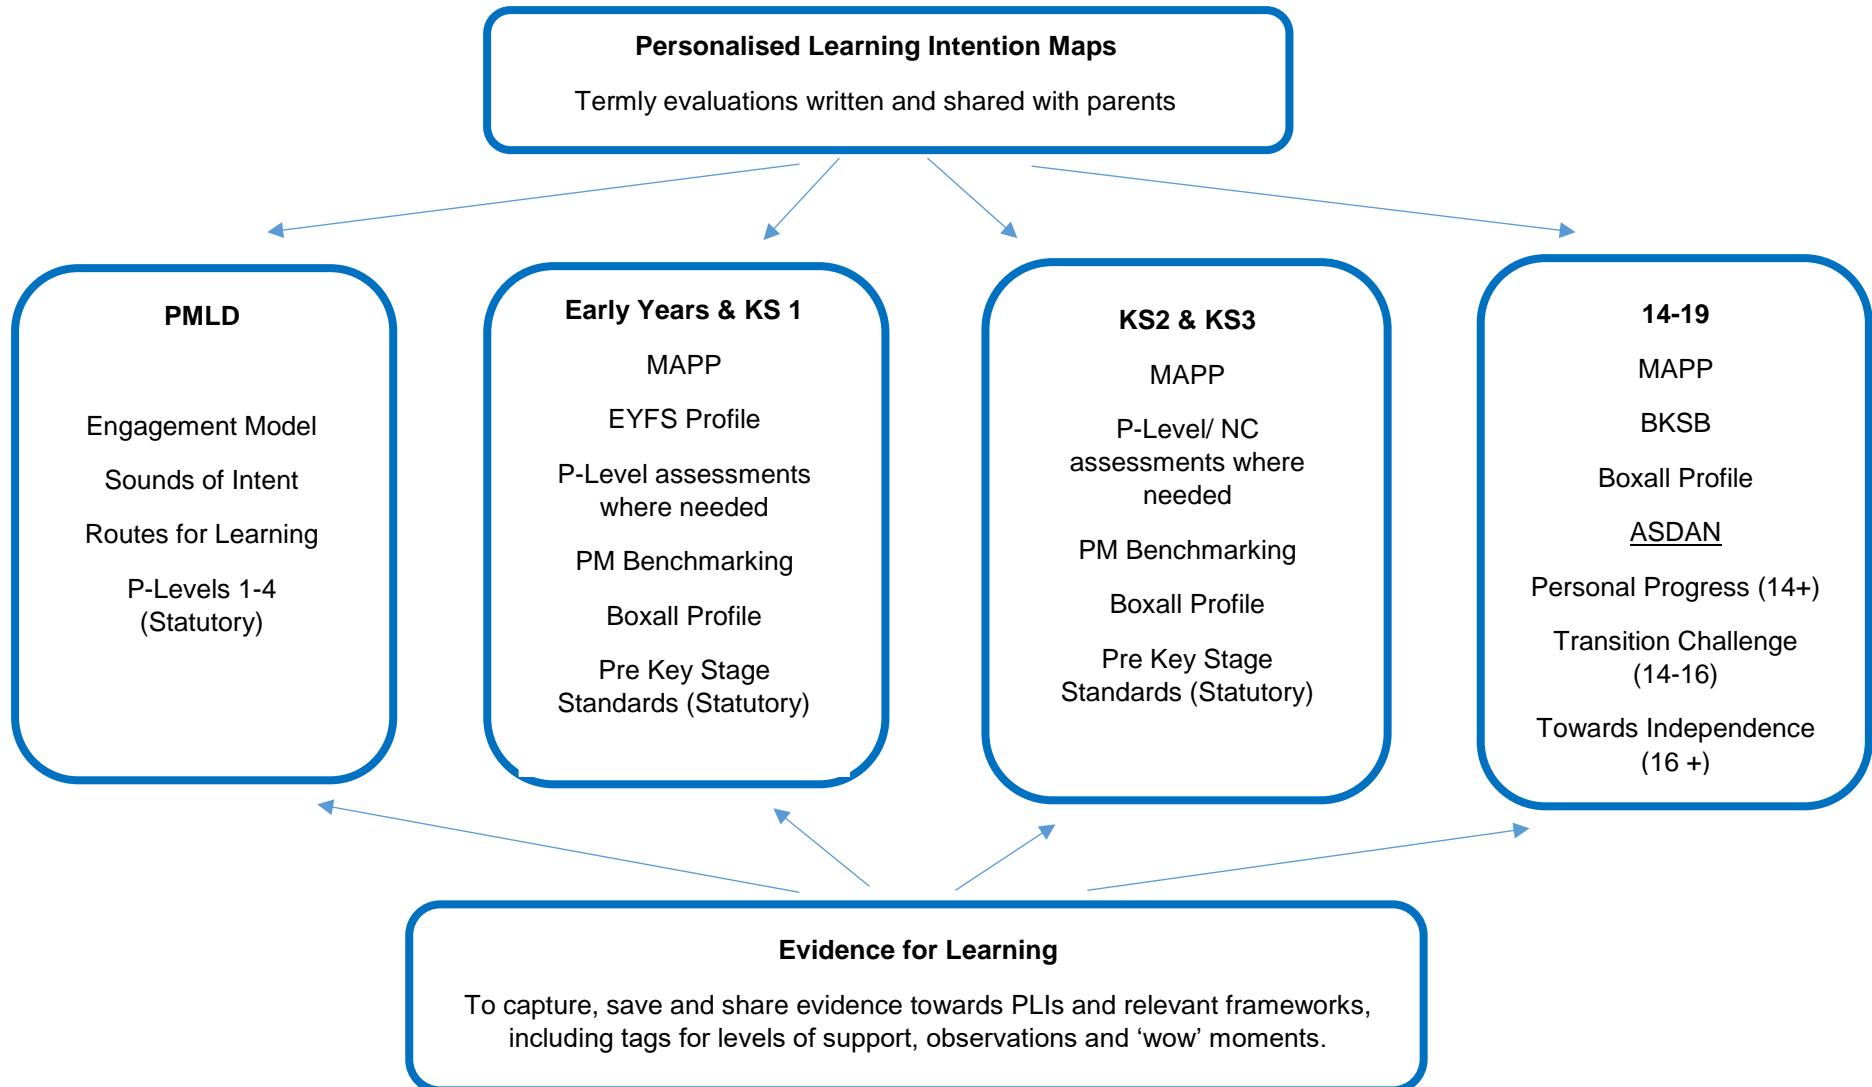 Personalised Learning Intention Maps
Termly evaluations written and shared with parents
PMLD
Engagement Model
Sounds of Intent
Routes for Learning
P-Levels 1-4
(Statutory)
Early Years & KS 1
MAPP
EYFS Profile
P-Level assessments
where needed
PM Benchmarking
Boxall Profile
Pre Key Stage
Standards (Statutory)
KS2 & KS3
MAPP
P-Level/ NC
assessments where
needed
PM Benchmarking
Boxall Profile
Pre Key Stage
Standards (Statutory)
14-19
MAPP
BKSB
Boxall Profile
ASDAN
Personal Progress (14+)
Transition Challenge
(14-16)
Towards Independence
(16 +)
Evidence for Learning
To capture, save and share evidence towards PLIs and relevant frameworks,
including tags for levels of support, observations and ‘wow’ moments.